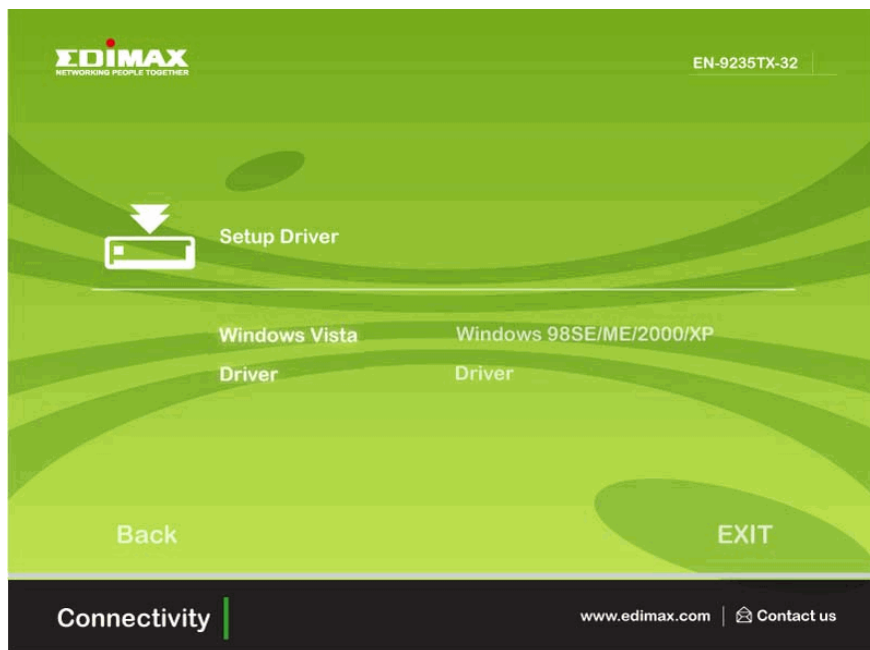 EDIMAX
NETWORKING PEOPLE TOGETHER
EN-9235TX-32
Setup Driver
Windows Vista Windows 98SE/ME/2000/XP
Driver Driver
Back EXIT
Connectivity www.edimax.com | Contact us